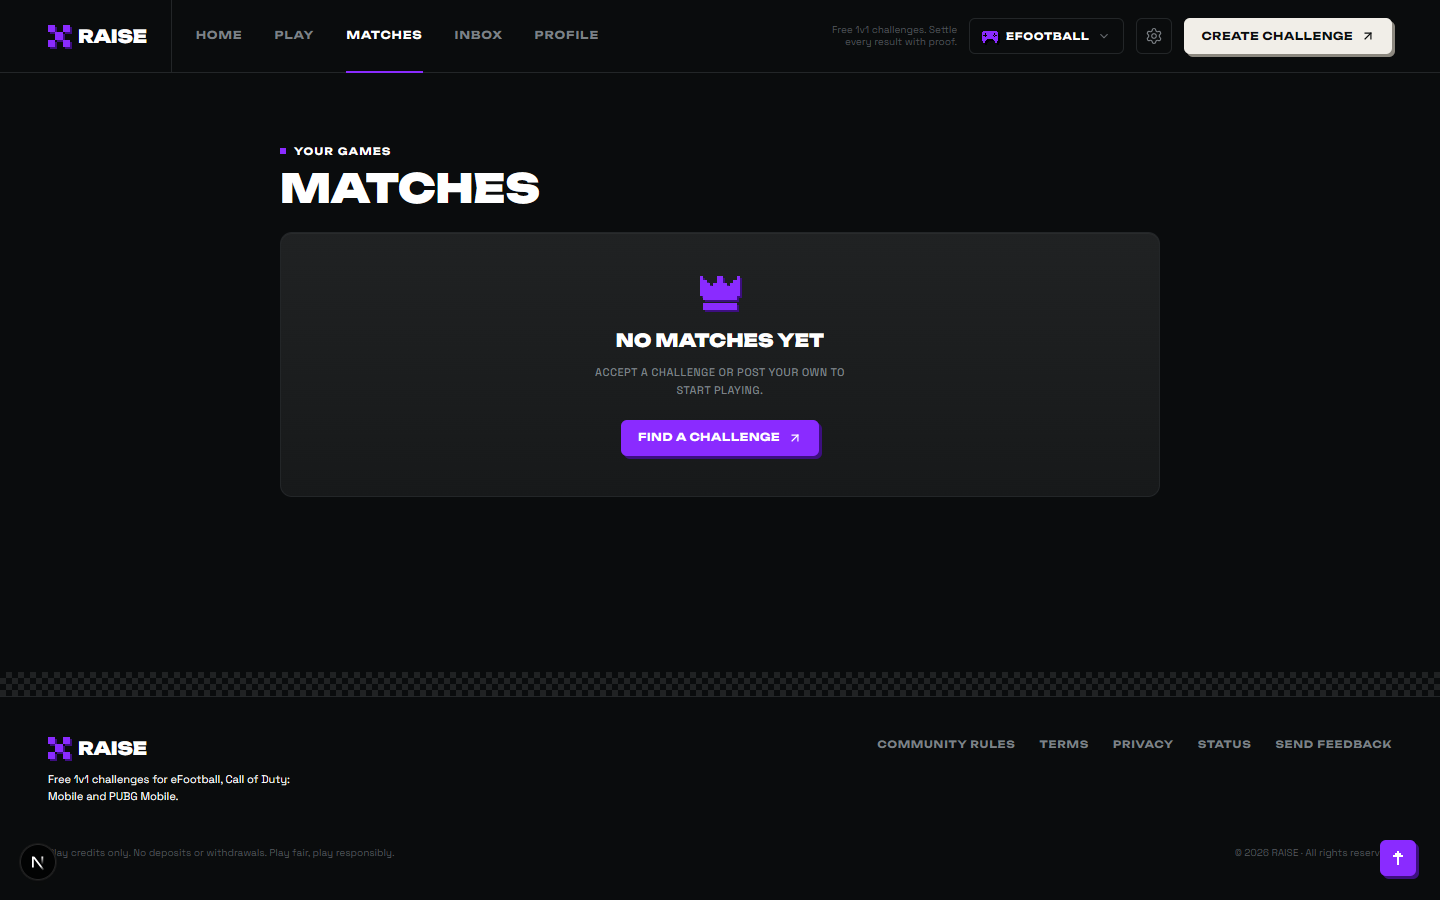 RAISE
HOME
PLAY
MATCHES
INBOX
PROFILE
Free 1v1 challenges. Settle
every result with proof.
EFOOTBALL
CREATE CHALLENGE
YOUR GAMES
MATCHES
NO MATCHES YET
ACCEPT A CHALLENGE OR POST YOUR OWN TO
START PLAYING.
FIND A CHALLENGE
RAISE
COMMUNITY RULES
TERMS
PRIVACY
STATUS
SEND FEEDBACK
Free 1v1 challenges for eFootball, Call of Duty:
Mobile and PUBG Mobile.
N
credits only. No deposits or withdrawals. Play fair, play responsibly.
© 2026 RAISE · All rights